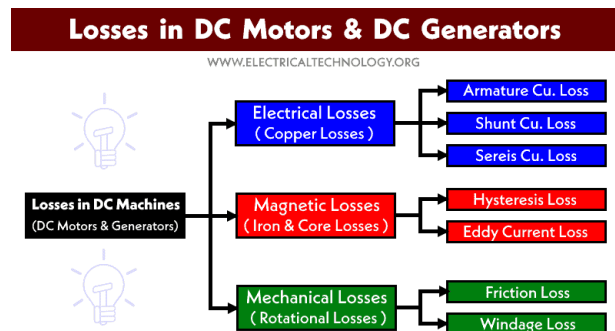 Losses in DC Motors & DC Generators
WWW.ELECTRICALTECHNOLOGY.ORG
Losses in DC Machines
(DC Motors & Generators)
Electrical Losses
( Copper Losses )
Armature Cu. Loss
Shunt Cu. Loss
Sereis Cu. Loss
Magnetic Losses
( Iron & Core Losses )
Hysteresis Loss
Eddy Current Loss
Mechanical Losses
( Rotational Losses )
Friction Loss
Windage Loss